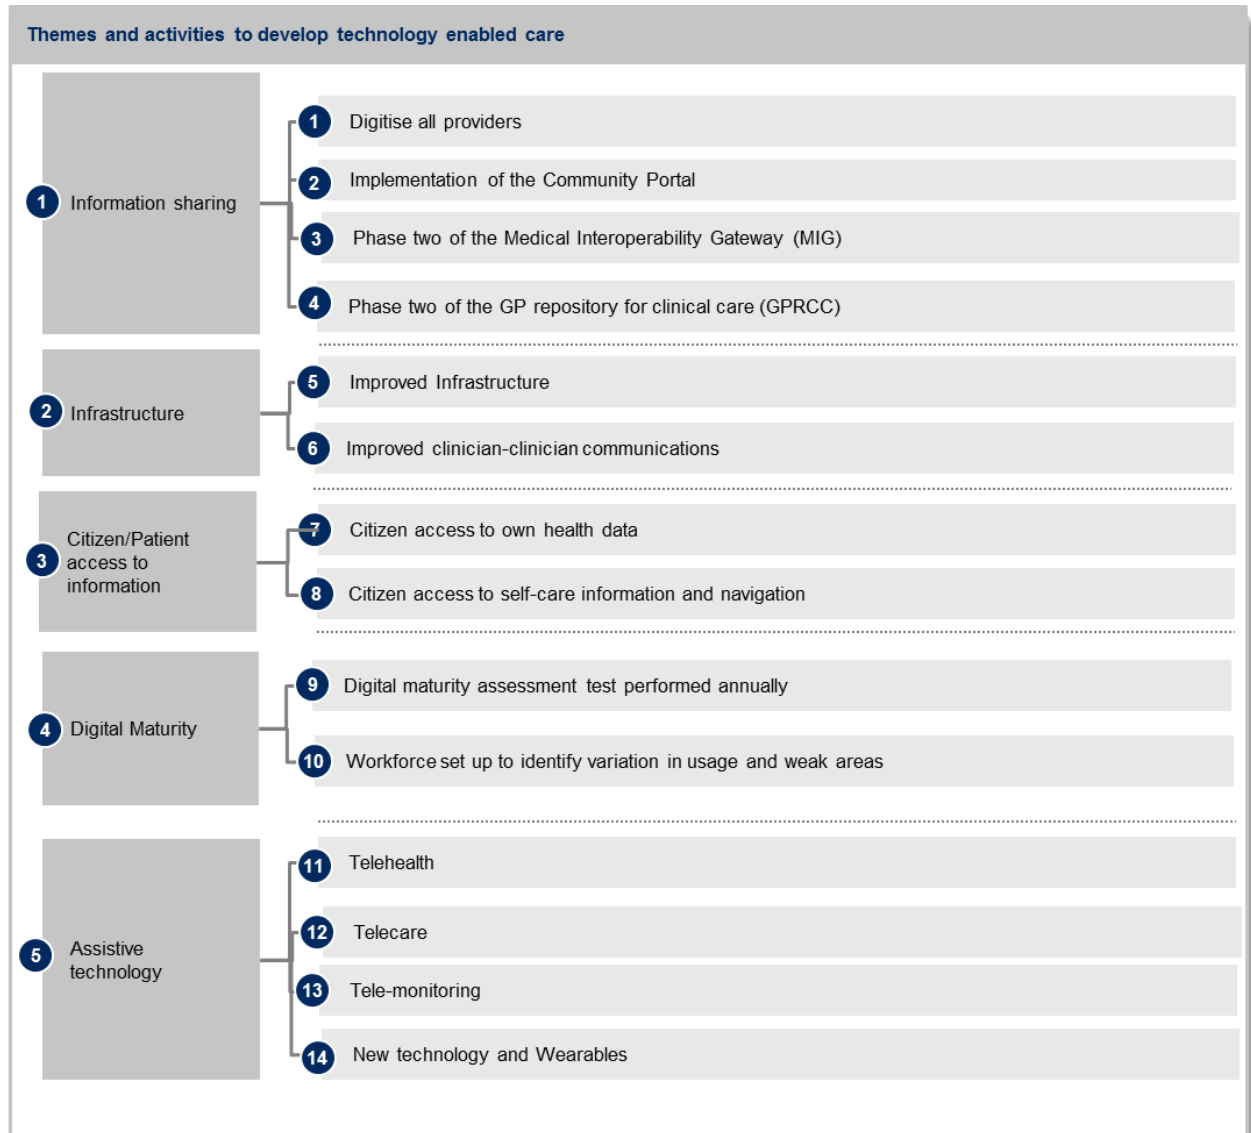 Themes and activities to develop technology enabled care
1
Information sharing
1
Digitise all providers
2
Implementation of the Community Portal
3
Phase two of the Medical Interoperability Gateway (MIG)
4
Phase two of the GP repository for clinical care (GPRCC)
2
Infrastructure
5
Improved Infrastructure
6
Improved clinician-clinician communications
3
Citizen/Patient
access to
information
7
Citizen access to own health data
8
Citizen access to self-care information and navigation
4
Digital Maturity
9
Digital maturity assessment test performed annually
10
Workforce set up to identify variation in usage and weak areas
5
Assistive
technology
11
Telehealth
12
Telecare
13
Tele-monitoring
14
New technology and Wearables